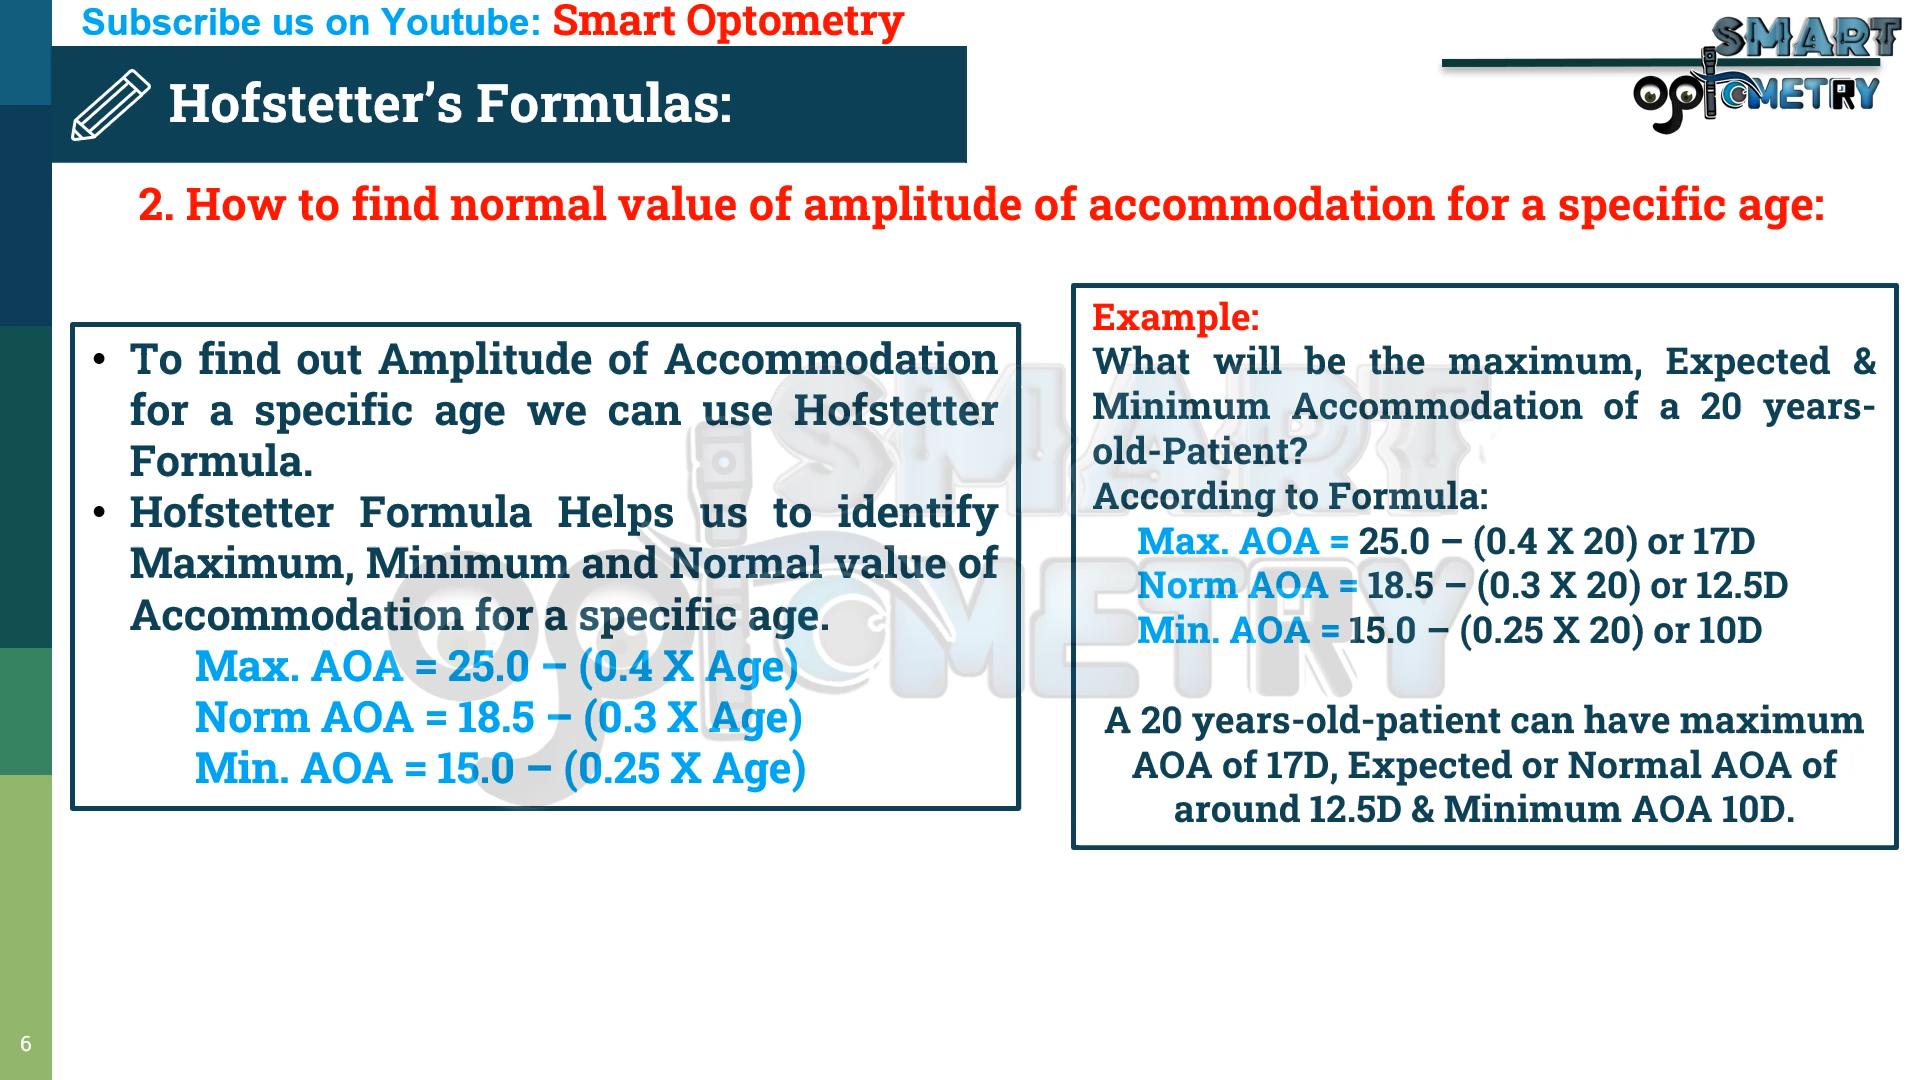 Subscribe us on Youtube: Smart Optometry
SMART
OptOMETRY
Hofstetter’s Formulas:
2. How to find normal value of amplitude of accommodation for a specific age:
• To find out Amplitude of Accommodation
for a specific age we can use Hofstetter
Formula.
• Hofstetter Formula Helps us to identify
Maximum, Minimum and Normal value of
Accommodation for a specific age.
Max. AOA = 25.0 – (0.4 X Age)
Norm AOA = 18.5 – (0.3 X Age)
Min. AOA = 15.0 – (0.25 X Age)
Example:
What will be the maximum, Expected &
Minimum Accommodation of a 20 years-
old-Patient?
According to Formula:
Max. AOA = 25.0 – (0.4 X 20) or 17D
Norm AOA = 18.5 – (0.3 X 20) or 12.5D
Min. AOA = 15.0 – (0.25 X 20) or 10D
A 20 years-old-patient can have maximum
AOA of 17D, Expected or Normal AOA of
around 12.5D & Minimum AOA 10D.
SMART
OptOMETRY
6